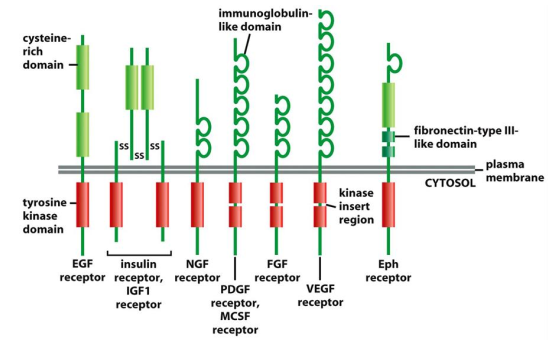 cysteine-
rich
domain
immunoglobulin-
like domain
ss
ss
ss
fibronectin-type III-
like domain
plasma
membrane
CYTOSOL
tyrosine
kinase
domain
kinase
insert
region
EGF
receptor
insulin
receptor,
IGF1
receptor
NGF
receptor
PDGF
receptor,
MCSF
receptor
FGF
receptor
VEGF
receptor
Eph
receptor